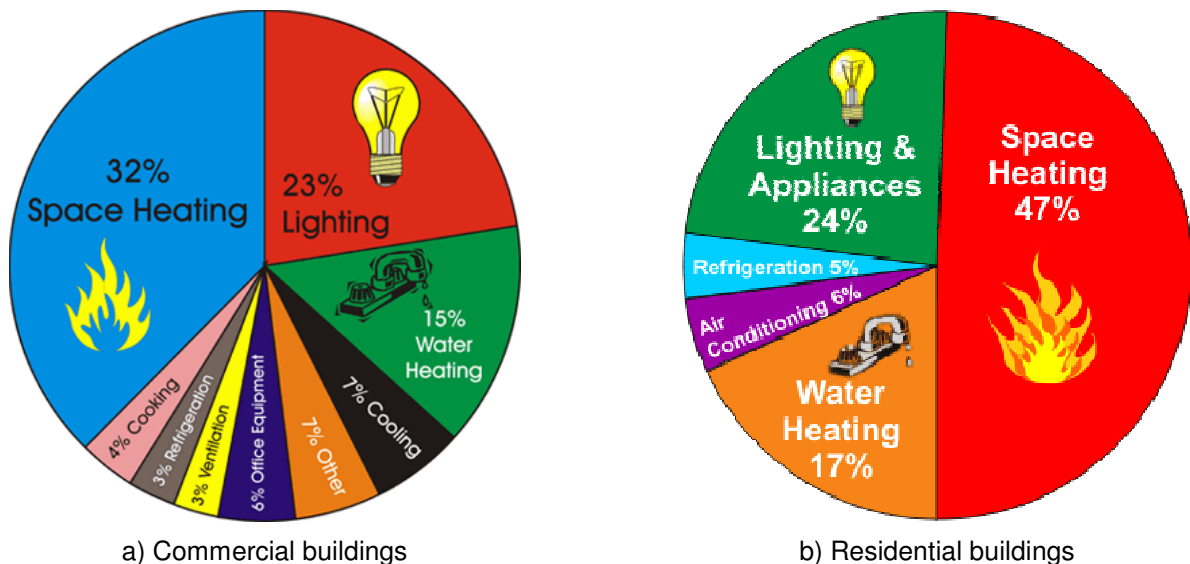 32%
Space Heating
23%
Lighting
15%
Water
Heating
7% Cooling
7% Other
6% Office Equipment
3% Ventilation
3% Refrigeration
4% Cooking
a) Commercial buildings
Lighting &
Appliances
24%
Space
Heating
47%
Refrigeration 5%
Air
Conditioning 6%
Water
Heating
17%
b) Residential buildings